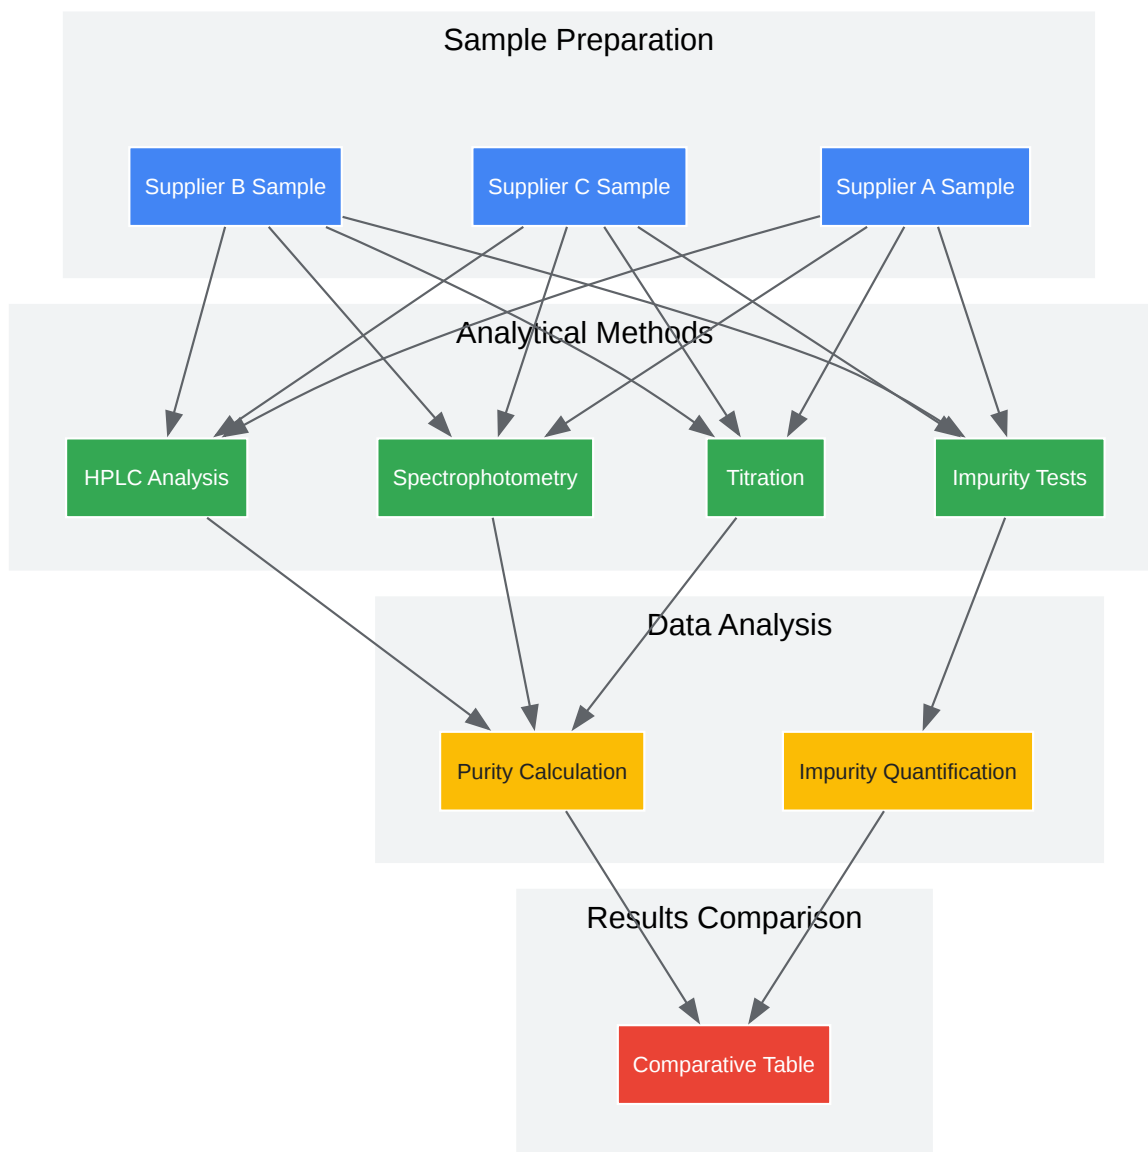 Sample Preparation
Supplier B Sample
Supplier C Sample
Supplier A Sample
Analytical Methods
HPLC Analysis
Spectrophotometry
Titration
Impurity Tests
Data Analysis
Purity Calculation
Impurity Quantification
Results Comparison
Comparative Table